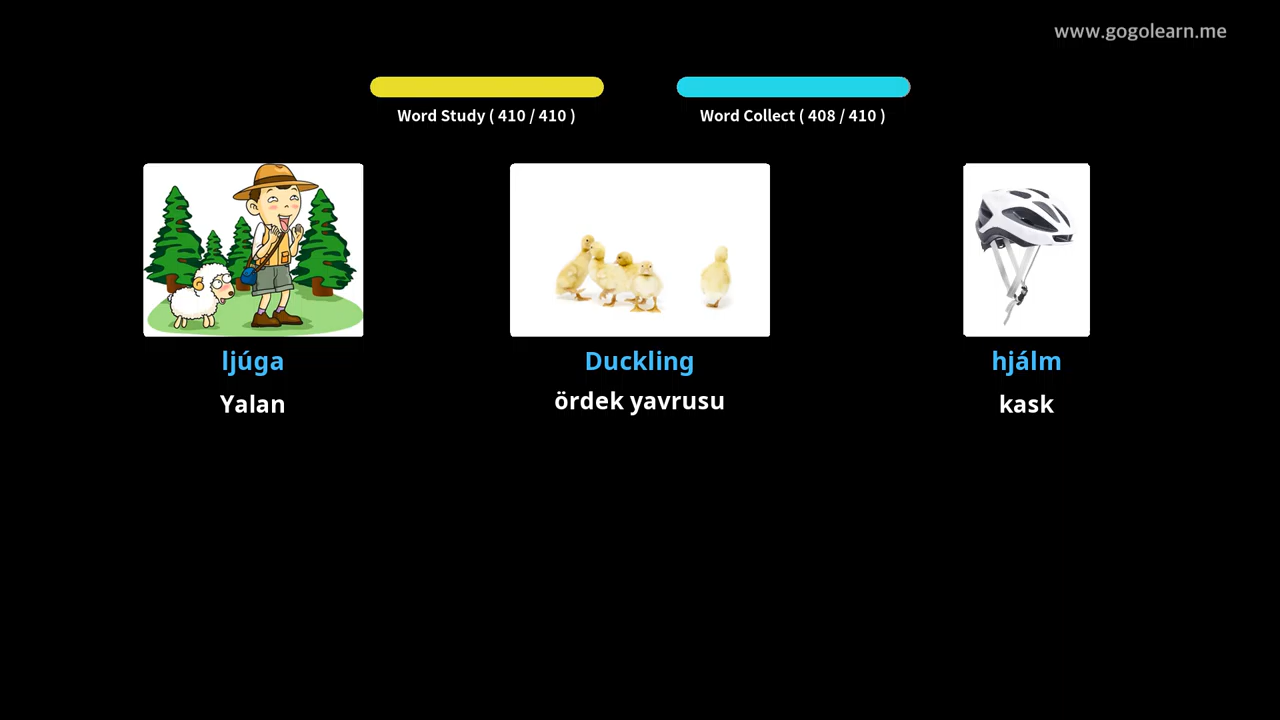 www.gogolearn.me
Word Study ( 410 / 410 )
Word Collect ( 408 / 410 )
ljúga
Duckling
hjálm
Yalan
ördek yavrusu
kask